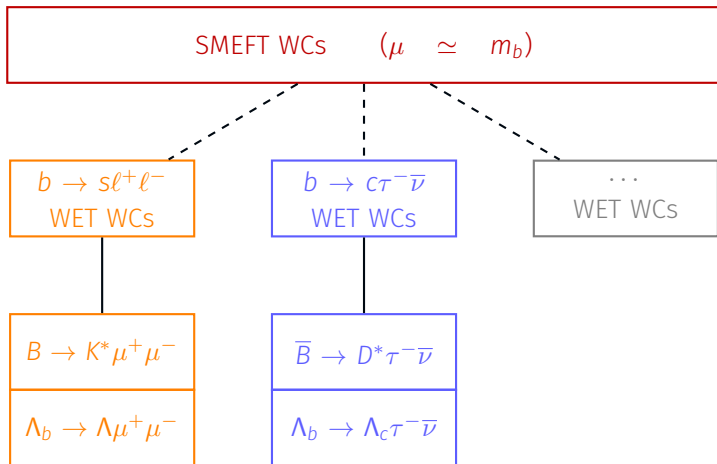 SMEFT WCs (μ ≃ m_b)
b → sℓ⁺ℓ⁻
WET WCs
b → cτ⁻ν̅
WET WCs
⋯
WET WCs
B → K*μ⁺μ⁻
Λ_b → Λμ⁺μ⁻
B̅ → D*τ⁻ν̅
Λ_b → Λ_cτ⁻ν̅